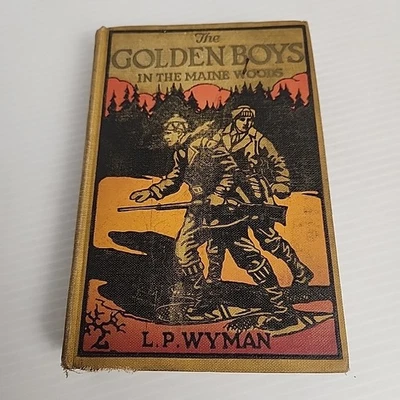 The
GOLDEN BOYS
IN THE MAINE WOODS
L.P. WYMAN